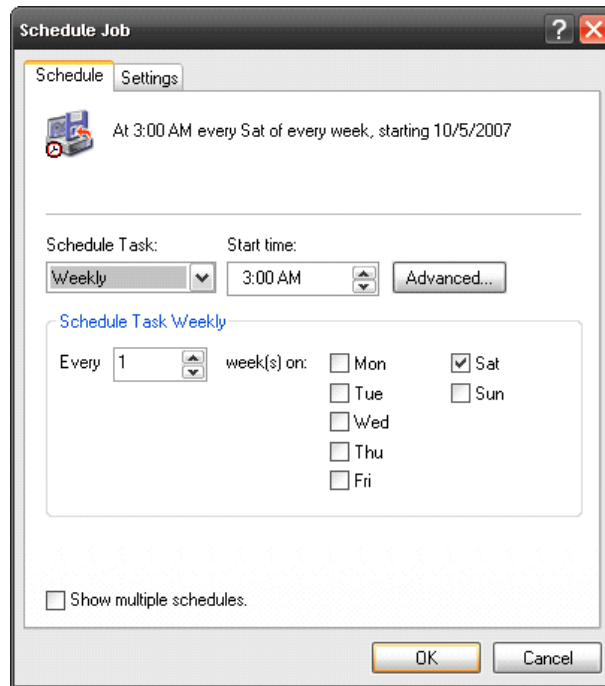 Schedule Job
Schedule Settings
At 3:00 AM every Sat of every week, starting 10/5/2007
Schedule Task: Start time:
Weekly 3:00 AM Advanced...
Schedule Task Weekly
Every 1 week(s) on: Mon Sat
Tue Sun
Wed
Thu
Fri
Show multiple schedules.
OK Cancel